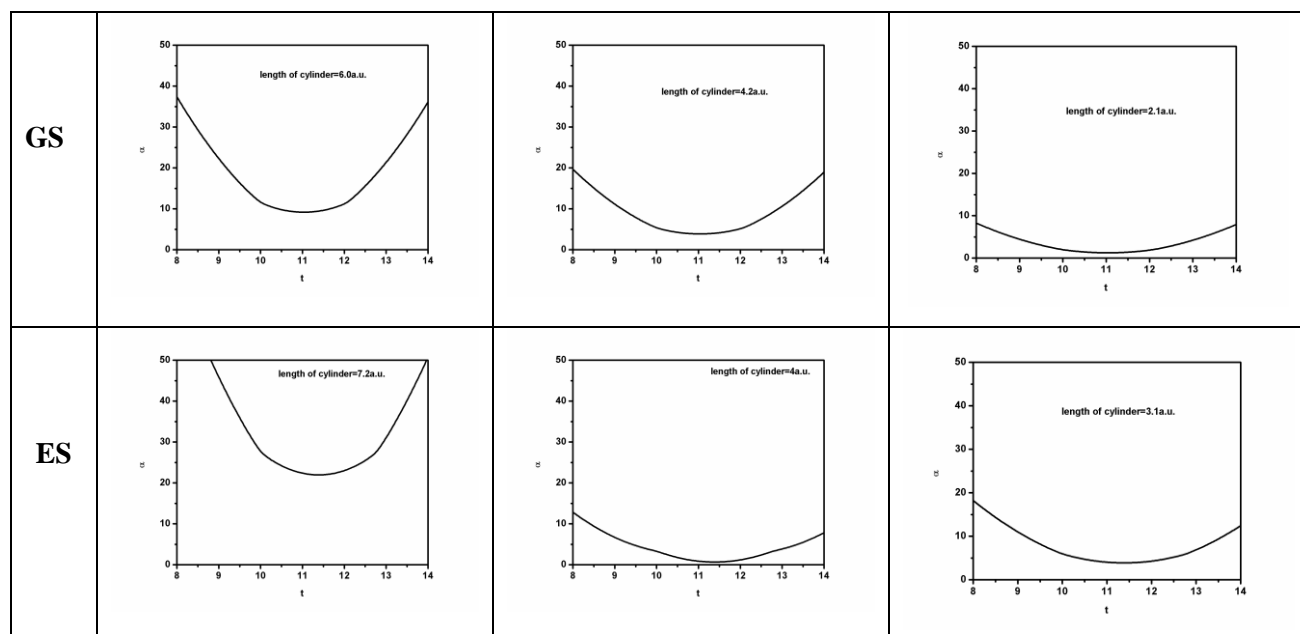 GS
50
40
30
20
10
0
α
length of cylinder=6.0a.u.
8 9 10 11 12 13 14
t
50
40
30
20
10
0
α
length of cylinder=4.2a.u.
8 9 10 11 12 13 14
t
50
40
30
20
10
0
α
length of cylinder=2.1a.u.
8 9 10 11 12 13 14
t
ES
50
40
30
20
10
0
α
length of cylinder=7.2a.u.
8 9 10 11 12 13 14
t
50
40
30
20
10
0
α
length of cylinder=4a.u.
8 9 10 11 12 13 14
t
50
40
30
20
10
0
α
length of cylinder=3.1a.u.
8 9 10 11 12 13 14
t